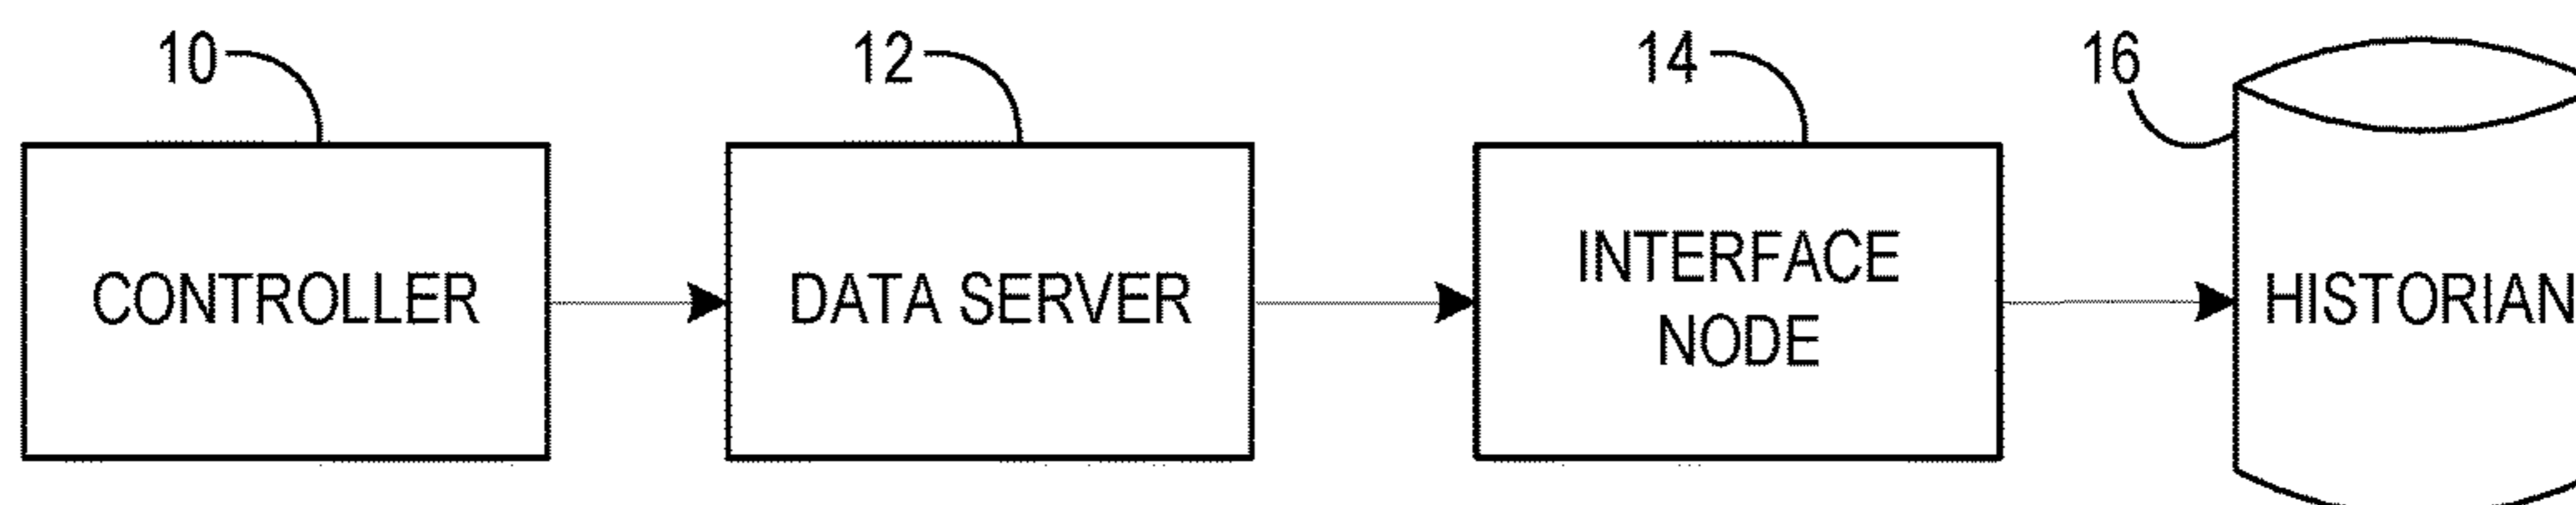 10
12
14
16
CONTROLLER
DATA SERVER
INTERFACE
NODE
HISTORIAN